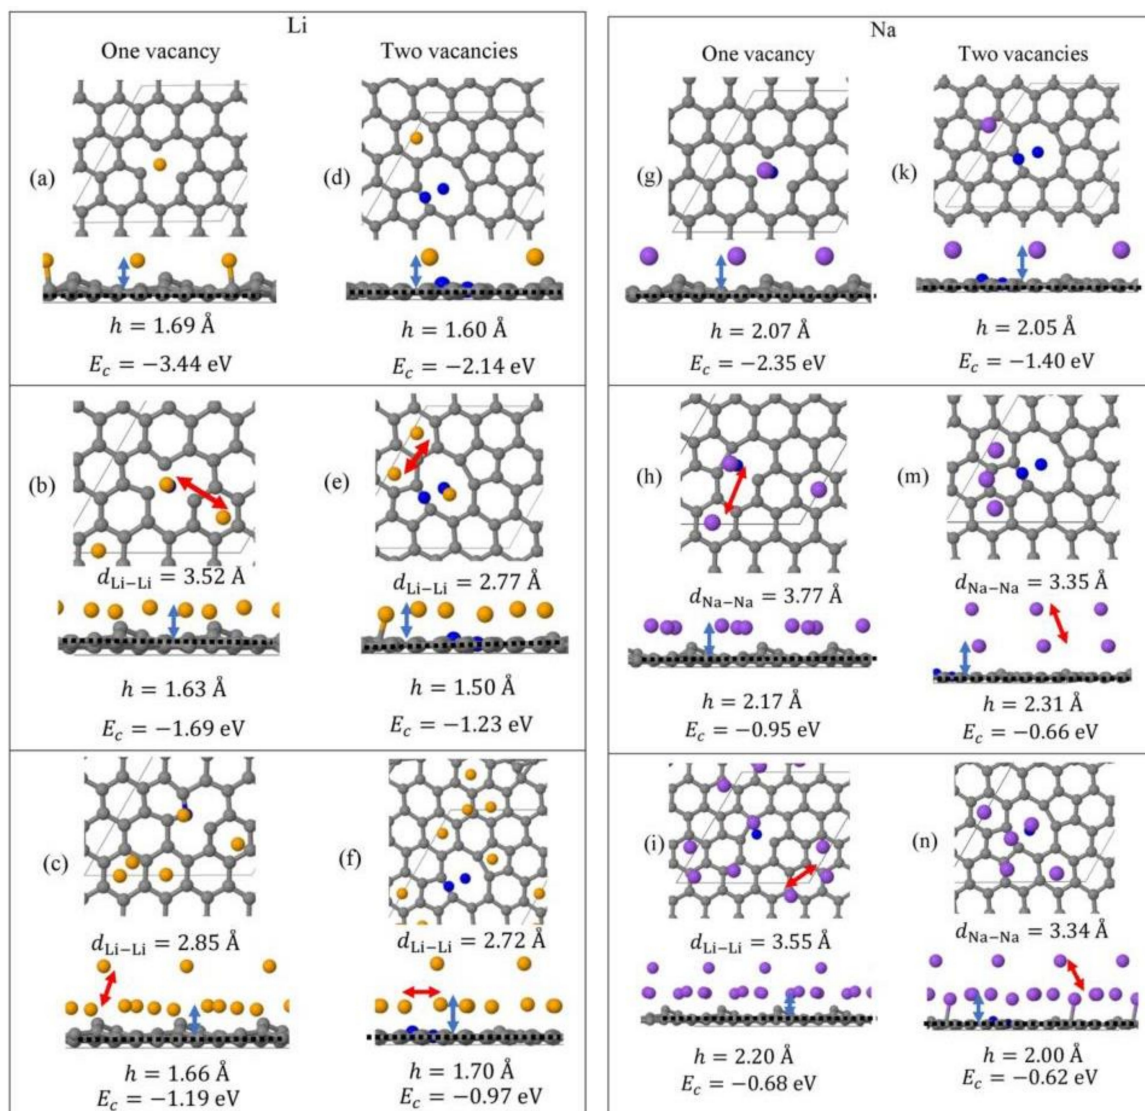 Li
One vacancy Two vacancies
(a) (d)
h = 1.69 Å h = 1.60 Å
E_c = −3.44 eV E_c = −2.14 eV
(b) (e)
d_Li−Li = 3.52 Å d_Li−Li = 2.77 Å
h = 1.63 Å h = 1.50 Å
E_c = −1.69 eV E_c = −1.23 eV
(c) (f)
d_Li−Li = 2.85 Å d_Li−Li = 2.72 Å
h = 1.66 Å h = 1.70 Å
E_c = −1.19 eV E_c = −0.97 eV
Na
One vacancy Two vacancies
(g) (k)
h = 2.07 Å h = 2.05 Å
E_c = −2.35 eV E_c = −1.40 eV
(h) (m)
d_Na−Na = 3.77 Å d_Na−Na = 3.35 Å
h = 2.17 Å h = 2.31 Å
E_c = −0.95 eV E_c = −0.66 eV
(i) (n)
d_Li−Li = 3.55 Å d_Na−Na = 3.34 Å
h = 2.20 Å h = 2.00 Å
E_c = −0.68 eV E_c = −0.62 eV